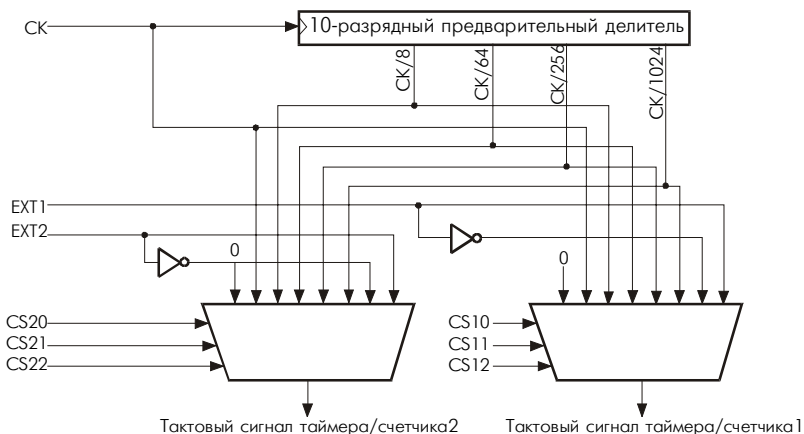 CK
10-разрядный предварительный делитель
CK/8
CK/64
CK/256
CK/1024
EXT1
EXT2
0
0
CS20
CS21
CS22
CS10
CS11
CS12
Тактовый сигнал таймера/счетчика2
Тактовый сигнал таймера/счетчика1